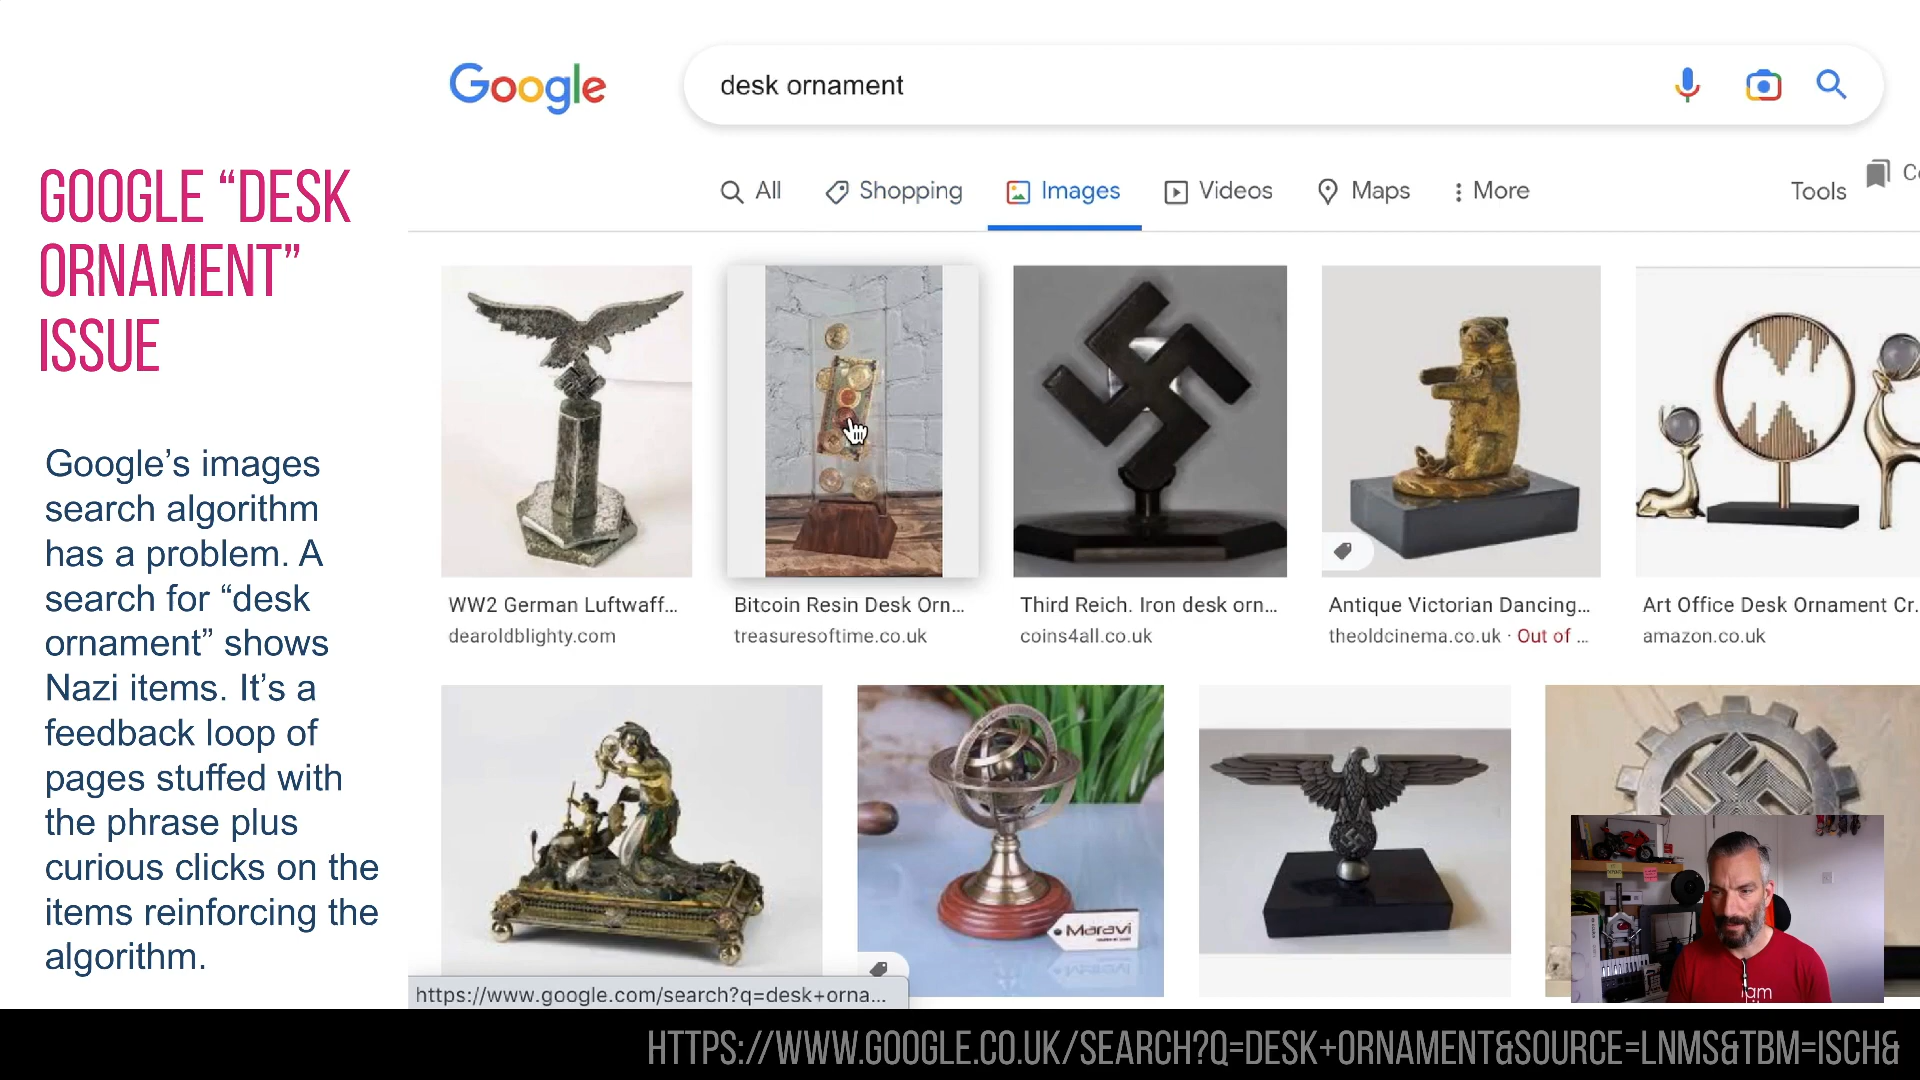 Google
desk ornament
All
Shopping
Images
Videos
Maps
More
Tools
GOOGLE “DESK
ORNAMENT”
ISSUE
Google’s images
search algorithm
has a problem. A
search for “desk
ornament” shows
Nazi items. It’s a
feedback loop of
pages stuffed with
the phrase plus
curious clicks on the
items reinforcing the
algorithm.
WW2 German Luftwaff...
dearoldblighty.com
Bitcoin Resin Desk Orn...
treasuresoftime.co.uk
Third Reich. Iron desk orn...
coins4all.co.uk
Antique Victorian Dancing...
theoldcinema.co.uk · Out of ...
Art Office Desk Ornament Cr.
amazon.co.uk
Maravi
iam
https://www.google.com/search?q=desk+orna...
HTTPS://WWW.GOOGLE.CO.UK/SEARCH?Q=DESK+ORNAMENT&SOURCE=LNMS&TBM=ISCH&